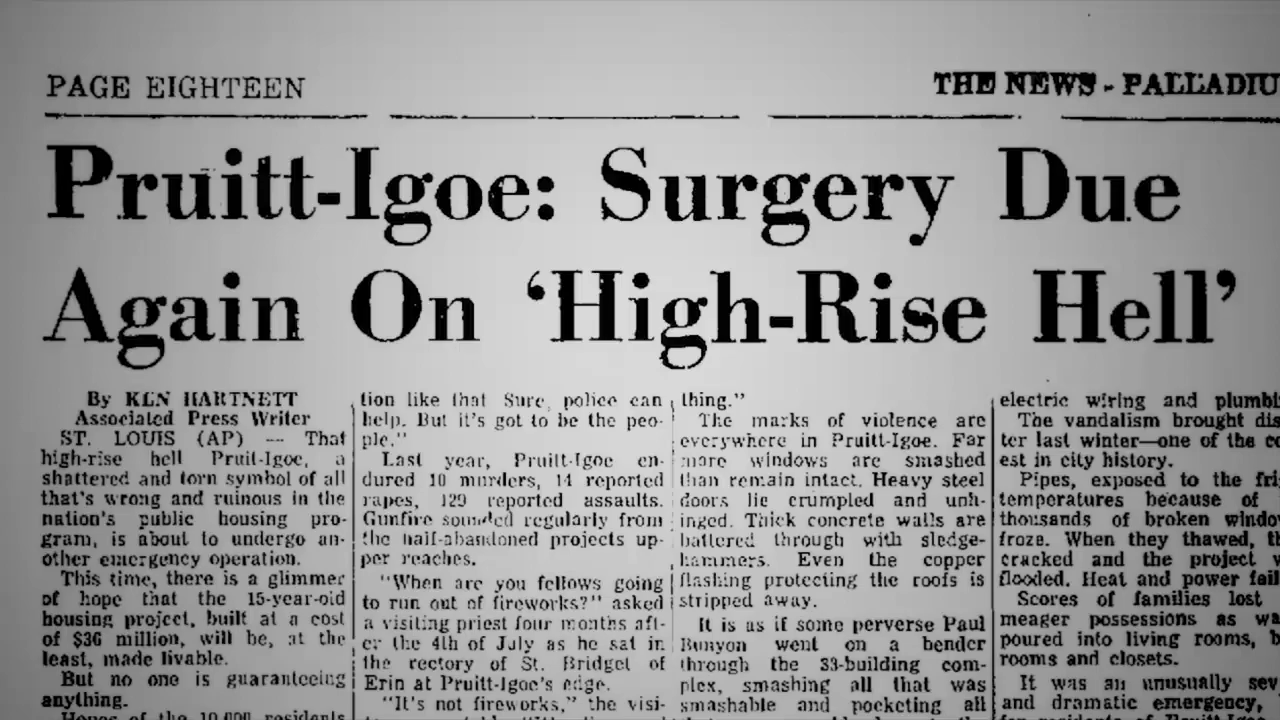 PAGE EIGHTEEN
THE NEWS - PALLADIU
Pruitt-Igoe: Surgery Due
Again On ‘High-Rise Hell’
By KEN HARTNETT
Associated Press Writer
ST. LOUIS (AP) — That
high-rise hell Pruit-Igoe, a
shattered and torn symbol of all
that's wrong and ruinous in the
nation's public housing pro-
gram, is about to undergo an-
other emergency operation.
This time, there is a glimmer
of hope that the 15-year-old
housing project, built at a cost
of $36 million, will be, at the
least, made livable.
But no one is guaranteeing
anything.
of the 10,000 residents
tion like that Sure, police can
help. But it's got to be the peo-
ple."
Last year, Pruitt-Igoe en-
dured 10 murders, 14 reported
rapes, 129 reported assaults.
Gunfire sounded regularly from
the half-abandoned projects up-
per reaches.
"When are you fellows going
to run out of fireworks?" asked
a visiting priest four months aft-
er the 4th of July as he sat in
the rectory of St. Bridget of
Erin at Pruitt-Igoe's edge.
"It's not fireworks," the visi-
thing."
The marks of violence are
everywhere in Pruitt-Igoe. Far
more windows are smashed
than remain intact. Heavy steel
doors lie crumpled and unh-
inged. Thick concrete walls are
battered through with sledge-
hammers. Even the copper
flashing protecting the roofs is
stripped away.
It is as if some perverse Paul
Bunyon went on a bender
through the 33-building com-
plex, smashing all that was
smashable and pocketing all
electric wiring and plumbi
The vandalism brought dis
ter last winter—one of the co
est in city history.
Pipes, exposed to the fri
temperatures because of
thousands of broken window
froze. When they thawed, th
cracked and the project w
flooded. Heat and power fail
Scores of families lost
meager possessions as wa
poured into living rooms, b
rooms and closets.
It was an unusually sev
and dramatic emergency,